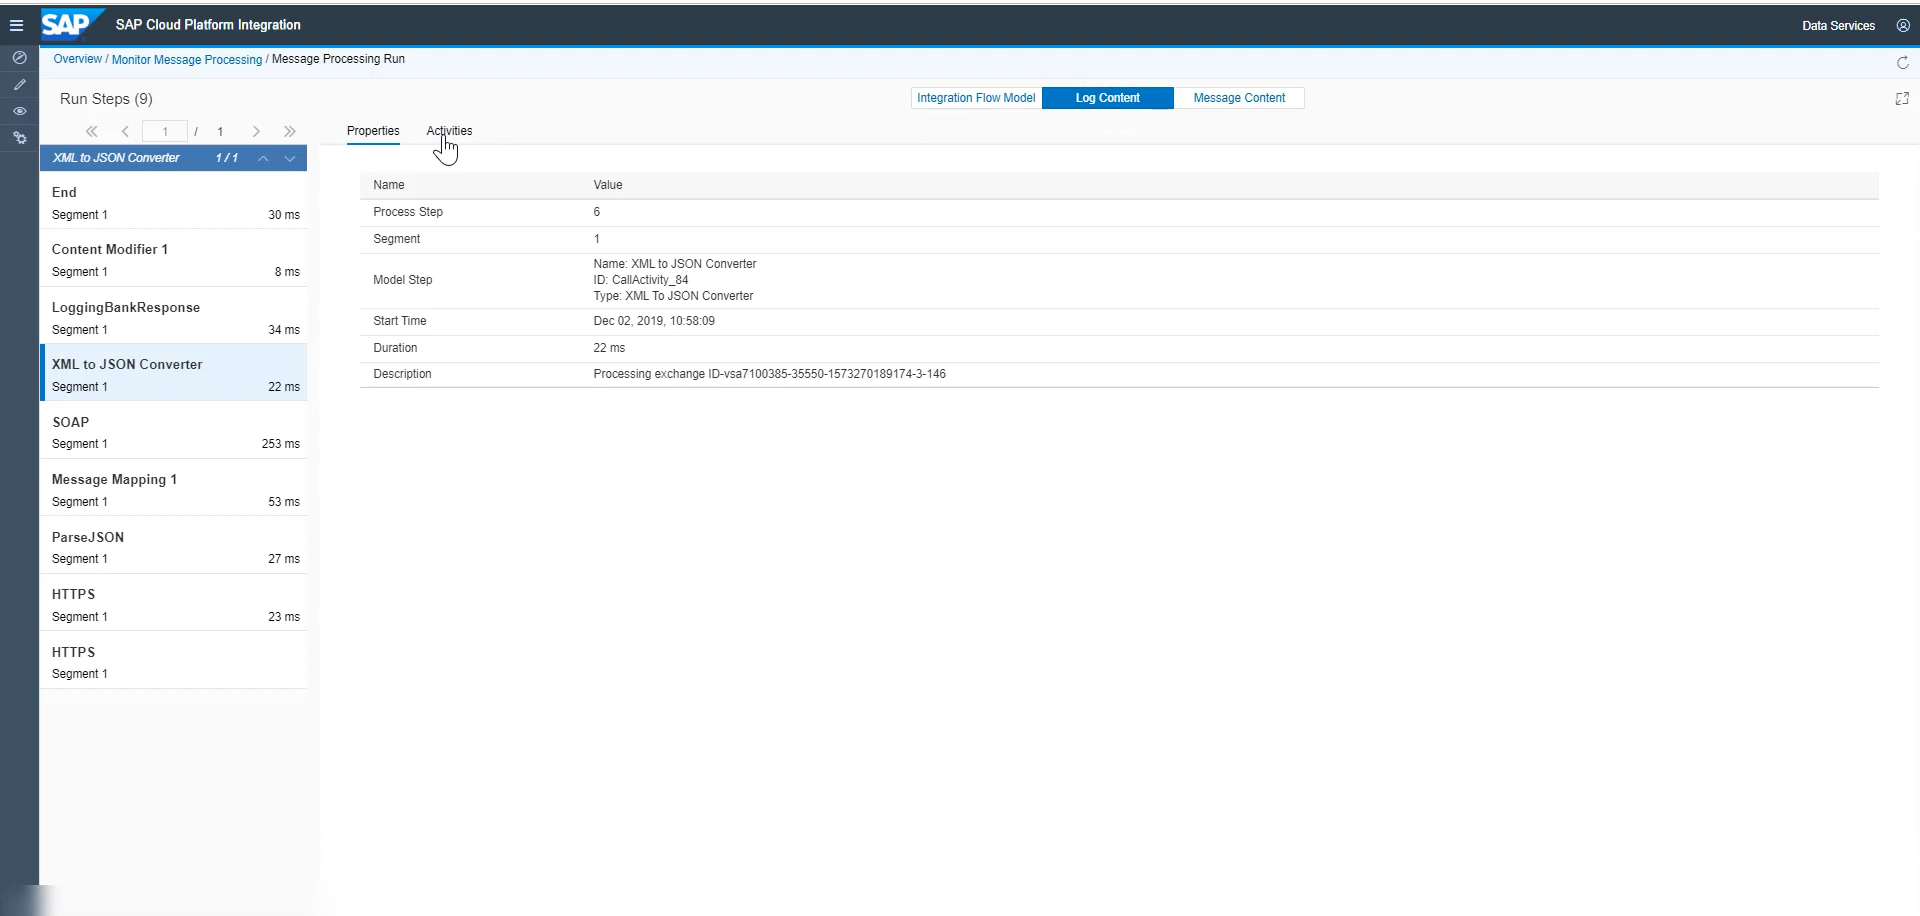 SAP SAP Cloud Platform Integration
Data Services
Overview / Monitor Message Processing / Message Processing Run
Run Steps (9)
Integration Flow Model
Log Content
Message Content
1 / 1
Properties
Activities
XML to JSON Converter 1 / 1
End
Segment 1 30 ms
Content Modifier 1
Segment 1 8 ms
LoggingBankResponse
Segment 1 34 ms
XML to JSON Converter
Segment 1 22 ms
SOAP
Segment 1 253 ms
Message Mapping 1
Segment 1 53 ms
ParseJSON
Segment 1 27 ms
HTTPS
Segment 1 23 ms
HTTPS
Segment 1
Name Value
Process Step 6
Segment 1
Model Step
Name: XML to JSON Converter
ID: CallActivity_84
Type: XML To JSON Converter
Start Time Dec 02, 2019, 10:58:09
Duration 22 ms
Description Processing exchange ID-vsa7100385-35550-1573270189174-3-146